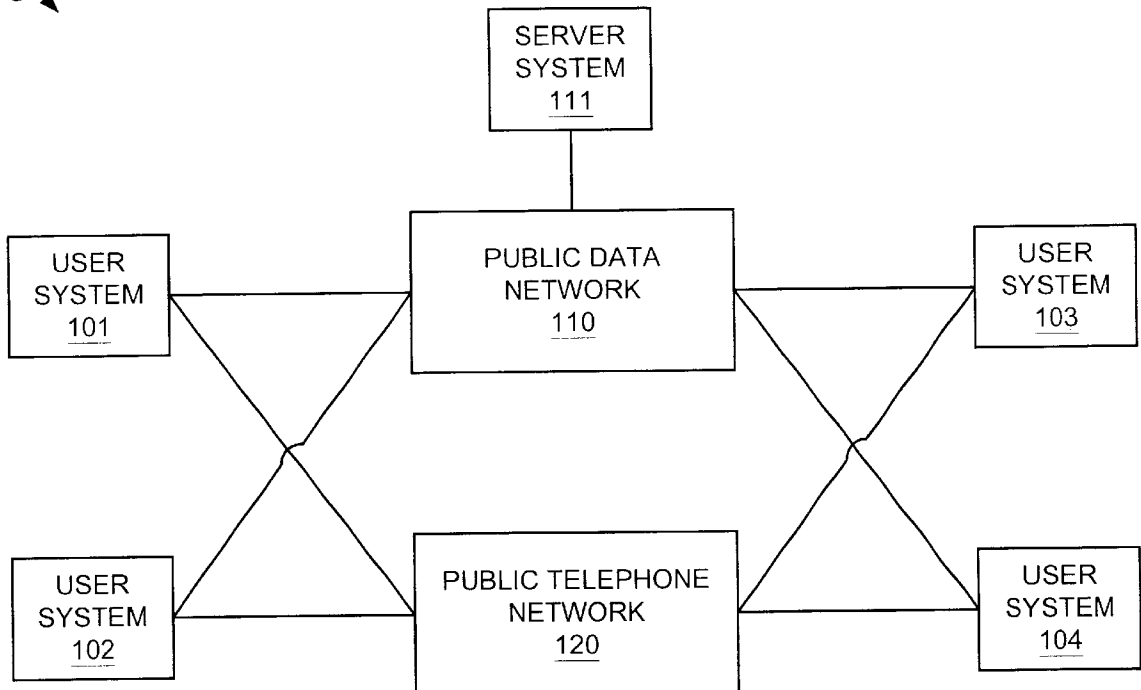 SERVER
SYSTEM
111
USER
SYSTEM
101
PUBLIC DATA
NETWORK
110
USER
SYSTEM
103
USER
SYSTEM
102
PUBLIC TELEPHONE
NETWORK
120
USER
SYSTEM
104